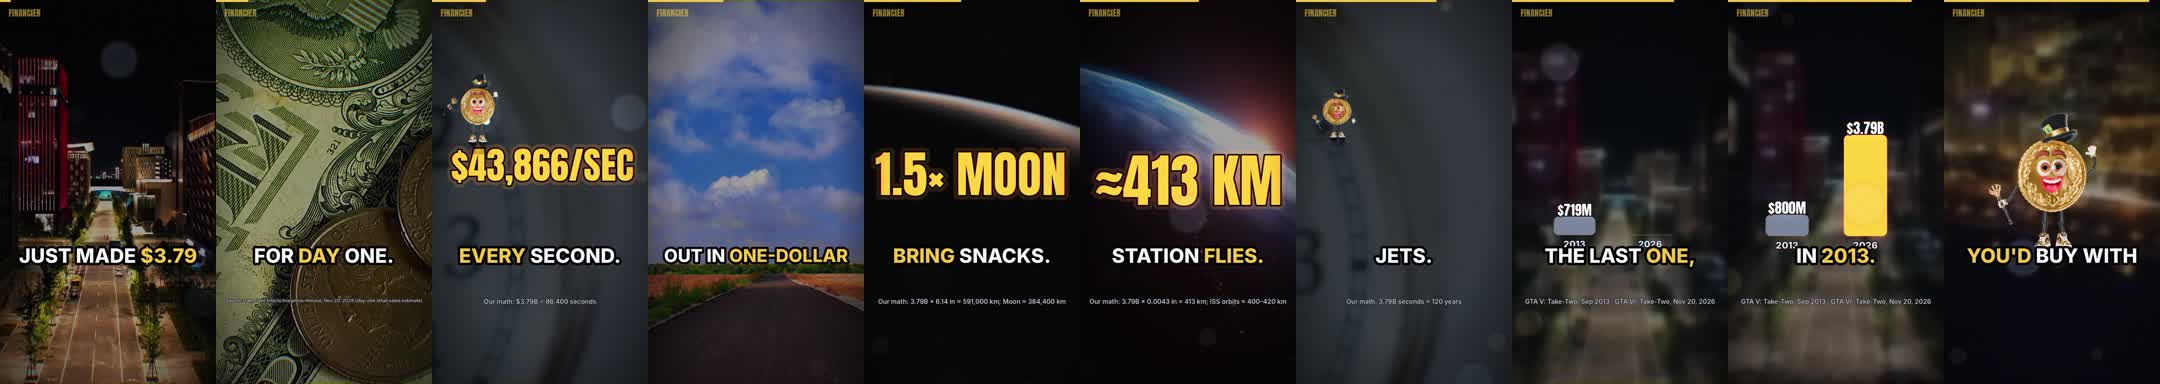 FINANCIER
JUST MADE $3.79
FINANCIER
FOR DAY ONE.
FINANCIER
$43,866/SEC
EVERY SECOND.
Our math: $3.79B ÷ 86,400 seconds
FINANCIER
OUT IN ONE-DOLLAR
FINANCIER
1.5× MOON
BRING SNACKS.
Our math: 3.79B × 6.14 in = 591,000 km; Moon = 384,400 km
FINANCIER
≈413 KM
STATION FLIES.
Our math: 3.79B × 0.0043 in = 413 km; ISS orbits ≈ 400–420 km
FINANCIER
JETS.
Our math: 3.79B seconds ≈ 120 years
FINANCIER
$719M
2013
2026
THE LAST ONE,
GTA V: Take-Two, Sep 2013 GTA VI: Take-Two, Nov 20, 2026
FINANCIER
$3.79B
$800M
2013
2026
IN 2013.
GTA V: Take-Two, Sep 2013 GTA VI: Take-Two, Nov 20, 2026
FINANCIER
YOU'D BUY WITH